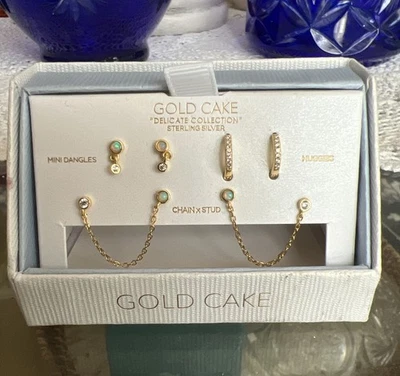 GOLD CAKE
"DELICATE COLLECTION"
STERLING SILVER
MINI DANGLES
HUGGIES
CHAIN x STUD
GOLD CAKE